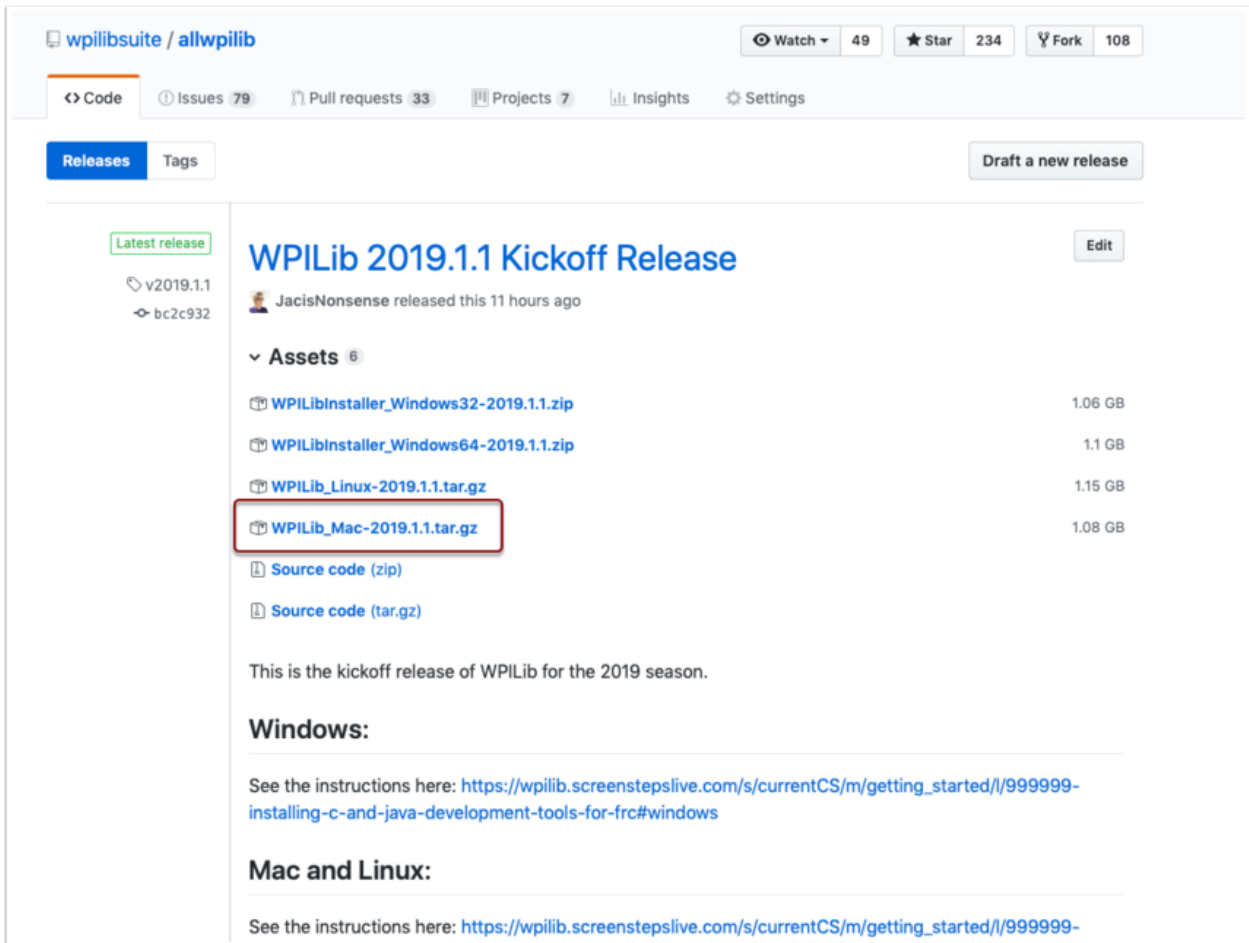 wpilibsuite / allwpilib
Watch 49 Star 234 Fork 108
Code Issues 79 Pull requests 33 Projects 7 Insights Settings
Releases Tags Draft a new release
Latest release
v2019.1.1
bc2c932
WPILib 2019.1.1 Kickoff Release Edit
JacisNonsense released this 11 hours ago
Assets 6
WPILibInstaller_Windows32-2019.1.1.zip 1.06 GB
WPILibInstaller_Windows64-2019.1.1.zip 1.1 GB
WPILib_Linux-2019.1.1.tar.gz 1.15 GB
WPILib_Mac-2019.1.1.tar.gz 1.08 GB
Source code (zip)
Source code (tar.gz)
This is the kickoff release of WPILib for the 2019 season.
Windows:
See the instructions here: https://wpilib.screenstepslive.com/s/currentCS/m/getting_started/l/999999-
installing-c-and-java-development-tools-for-frc#windows
Mac and Linux:
See the instructions here: https://wpilib.screenstepslive.com/s/currentCS/m/getting_started/l/999999-